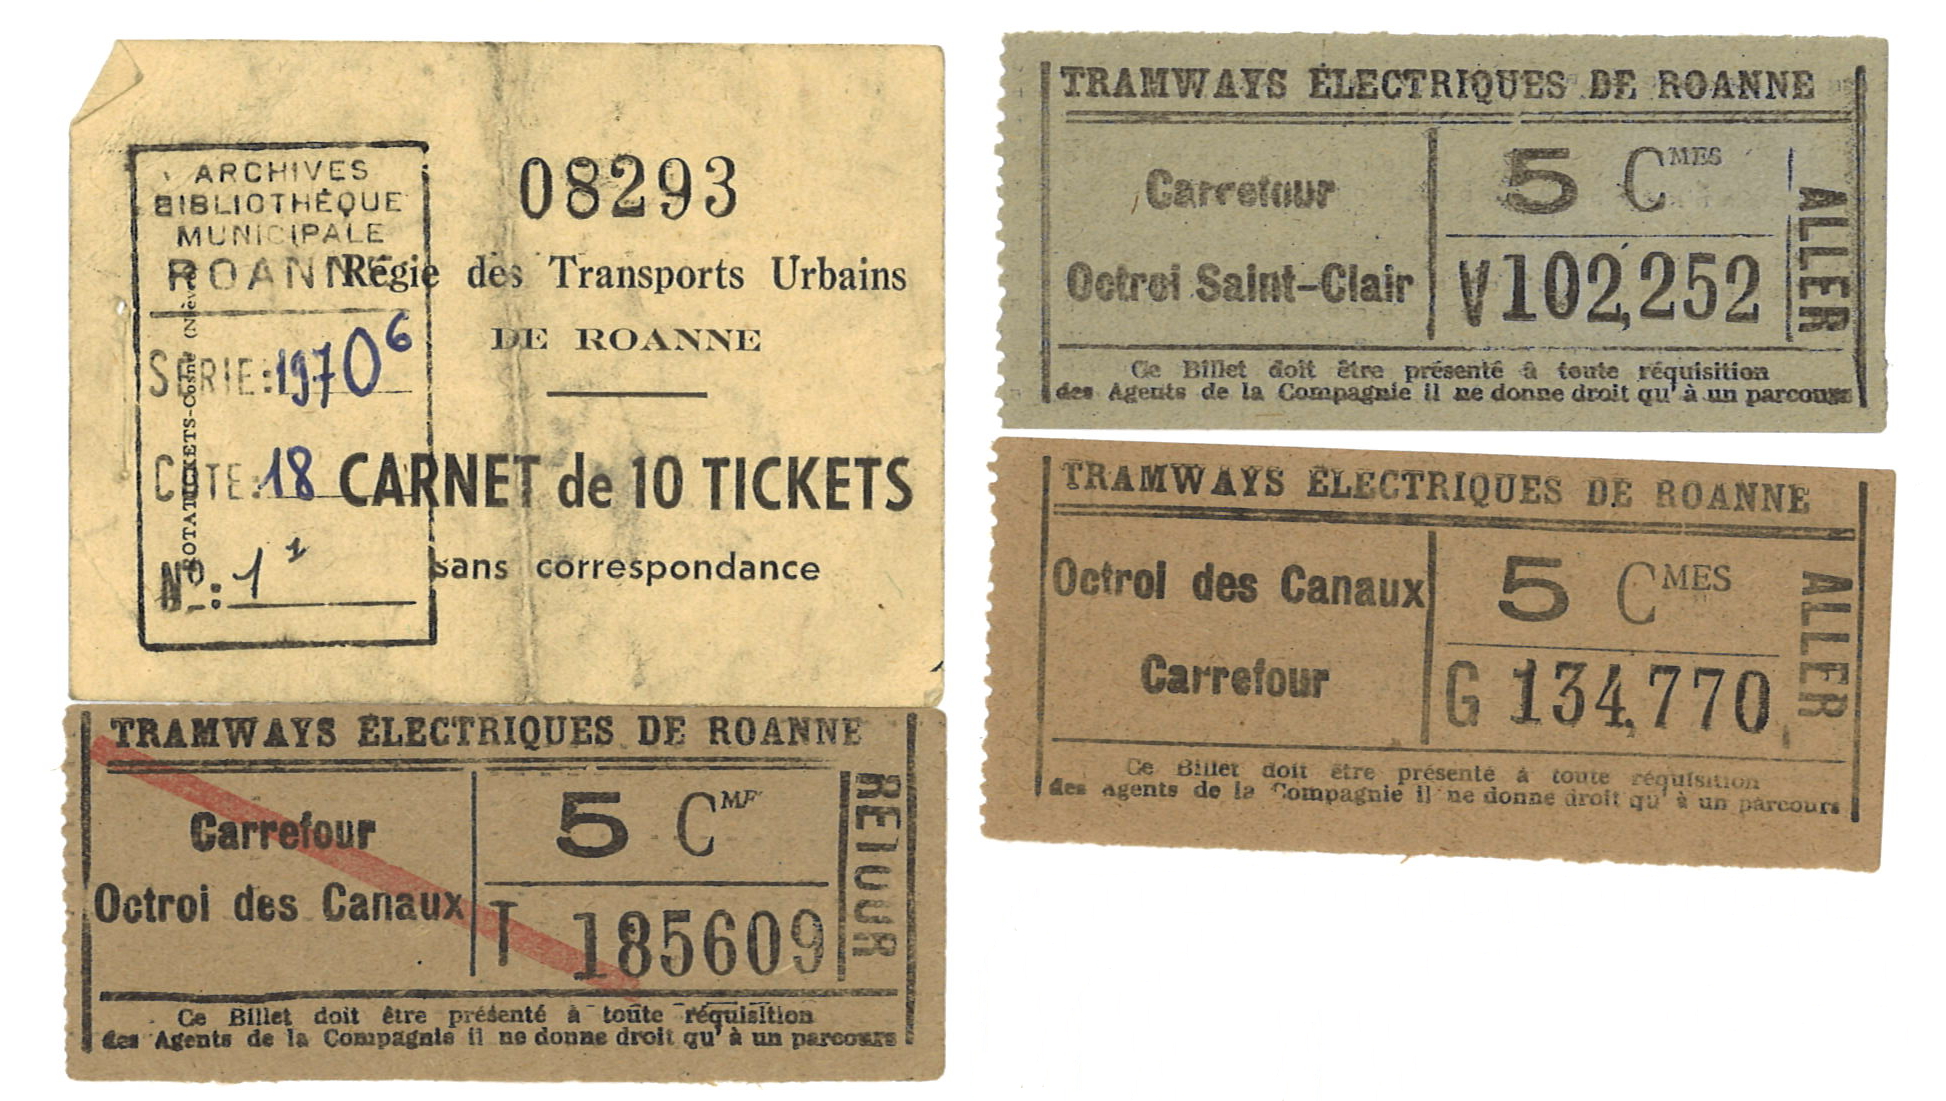 ARCHIVES
BIBLIOTHÈQUE
MUNICIPALE
ROANNE
SERIE: 1970 6
COTE: 18
N°: 1 1
ROTATICKETS-Cosne
08293
Régie des Transports Urbains
DE ROANNE
CARNET de 10 TICKETS
sans correspondance
TRAMWAYS ÉLECTRIQUES DE ROANNE
Carrefour
Octroi Saint-Clair
5 CMES
V 102,252
ALLER
Ce Billet doit être présenté à toute réquisition
des Agents de la Compagnie il ne donne droit qu'à un parcours
TRAMWAYS ÉLECTRIQUES DE ROANNE
Octroi des Canaux
Carrefour
5 CMES
G 134,770
ALLER
Ce Billet doit être présenté à toute réquisition
des agents de la Compagnie il ne donne droit qu'à un parcours
TRAMWAYS ÉLECTRIQUES DE ROANNE
Carrefour
Octroi des Canaux
5 CMES
T 185609
RETOUR
Ce Billet doit être présenté à toute réquisition
des Agents de la Compagnie il ne donne droit qu'à un parcours